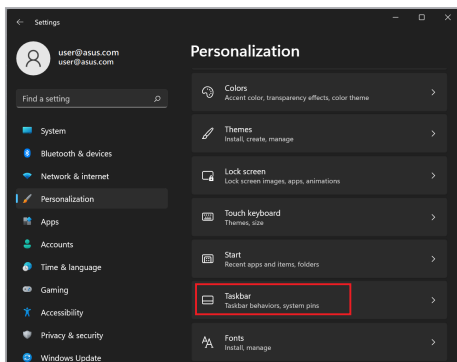 Settings
user@asus.com
user@asus.com
Find a setting
System
Bluetooth & devices
Network & internet
Personalization
Apps
Accounts
Time & language
Gaming
Accessibility
Privacy & security
Windows Update
Personalization
Colors
Accent color, transparency effects, color theme
Themes
Install, create, manage
Lock screen
Lock screen images, apps, animations
Touch keyboard
Themes, size
Start
Recent apps and items, folders
Taskbar
Taskbar behaviors, system pins
Fonts
Install, manage